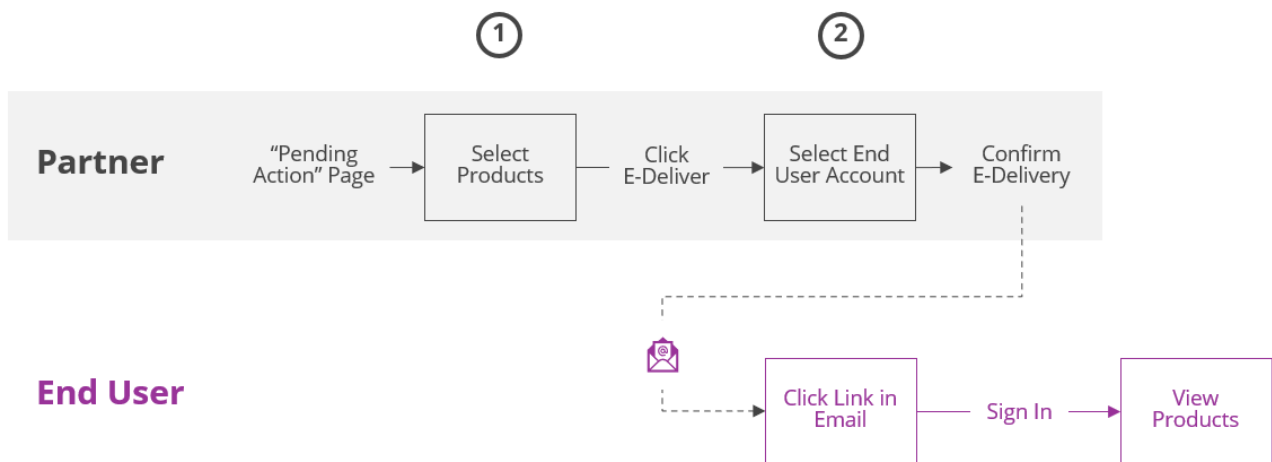 1
2
Partner
“Pending
Action” Page
Select
Products
Click
E-Deliver
Select End
User Account
Confirm
E-Delivery
@
End User
Click Link in
Email
Sign In
View
Products